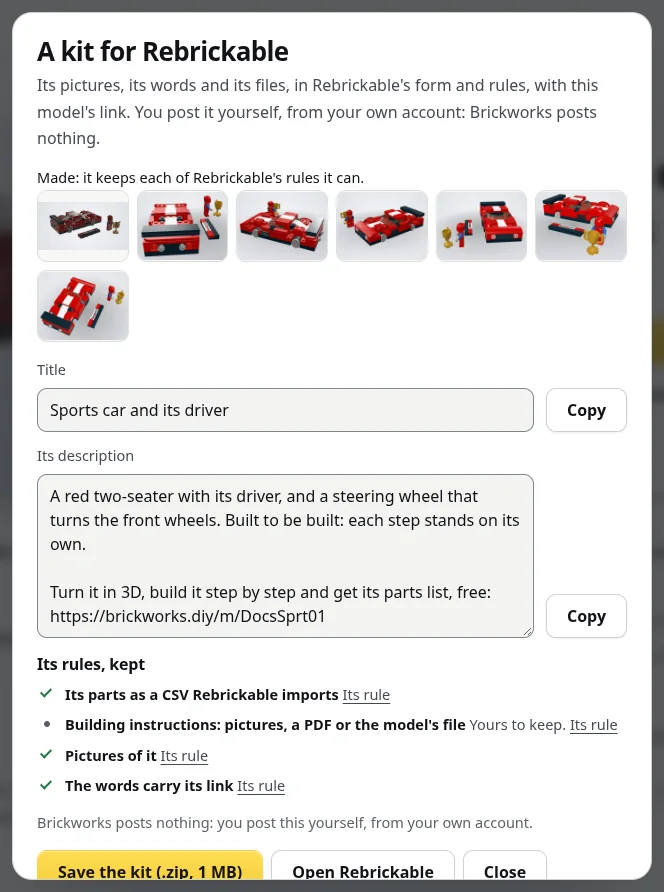 A kit for Rebrickable
Its pictures, its words and its files, in Rebrickable's form and rules, with this
model's link. You post it yourself, from your own account: Brickworks posts
nothing.
Made: it keeps each of Rebrickable's rules it can.
Title
Sports car and its driver
Copy
Its description
A red two-seater with its driver, and a steering wheel that
turns the front wheels. Built to be built: each step stands on its
own.
Turn it in 3D, build it step by step and get its parts list, free:
https://brickworks.diy/m/DocsSprt01
Copy
Its rules, kept
Its parts as a CSV Rebrickable imports Its rule
Building instructions: pictures, a PDF or the model's file Yours to keep. Its rule
Pictures of it Its rule
The words carry its link Its rule
Brickworks posts nothing: you post this yourself, from your own account.
Save the kit (.zip, 1 MB)
Open Rebrickable
Close